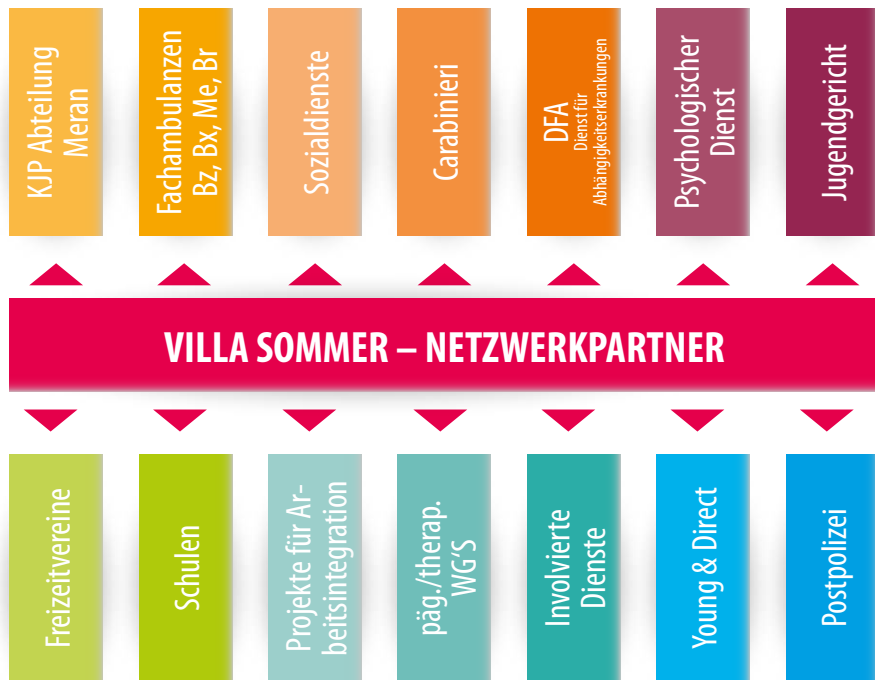 KJP Abteilung
Meran
Fachambulanzen
Bz, Bx, Me, Br
Sozialdienste
Carabinieri
DFA
Dienst für
Abhängigkeitserkrankungen
Psychologischer
Dienst
Jugendgericht
VILLA SOMMER – NETZWERKPARTNER
Freizeitvereine
Schulen
Projekte für Ar-
beitsintegration
päg./therap.
WG'S
Involvierte
Dienste
Young & Direct
Postpolizei